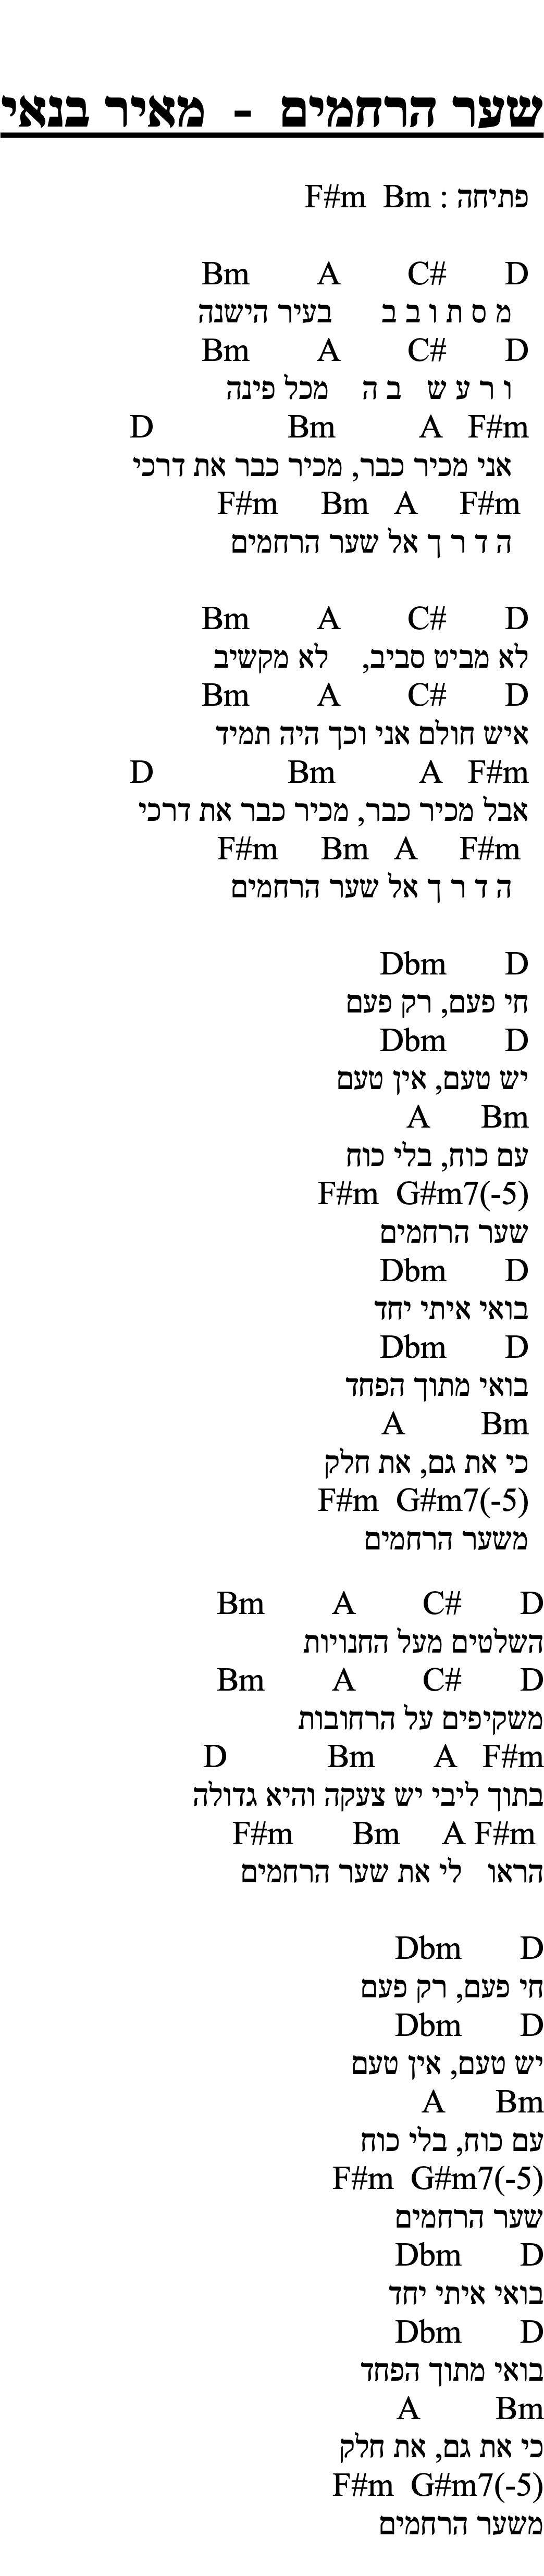 שער הרחמים - מאיר בנאי
פתיחה : F#m Bm
Bm A C# D
מ ס ת ו ב ב בעיר הישנה
Bm A C# D
ו ר ע ש ב ה מכל פינה
D Bm A F#m
אני מכיר כבר, מכיר כבר את דרכי
F#m Bm A F#m
ה ד ר ך אל שער הרחמים
Bm A C# D
לא מביט סביב, לא מקשיב
Bm A C# D
איש חולם אני וכך היה תמיד
D Bm A F#m
אבל מכיר כבר, מכיר כבר את דרכי
F#m Bm A F#m
ה ד ר ך אל שער הרחמים
Dbm D
חי פעם, רק פעם
Dbm D
יש טעם, אין טעם
A Bm
עם כוח, בלי כוח
F#m G#m7(-5)
שער הרחמים
Dbm D
בואי איתי יחד
Dbm D
בואי מתוך הפחד
A Bm
כי את גם, את חלק
F#m G#m7(-5)
משער הרחמים
Bm A C# D
השלטים מעל החנויות
Bm A C# D
משקיפים על הרחובות
D Bm A F#m
בתוך ליבי יש צעקה והיא גדולה
F#m Bm A F#m
הראו לי את שער הרחמים
Dbm D
חי פעם, רק פעם
Dbm D
יש טעם, אין טעם
A Bm
עם כוח, בלי כוח
F#m G#m7(-5)
שער הרחמים
Dbm D
בואי איתי יחד
Dbm D
בואי מתוך הפחד
A Bm
כי את גם, את חלק
F#m G#m7(-5)
משער הרחמים